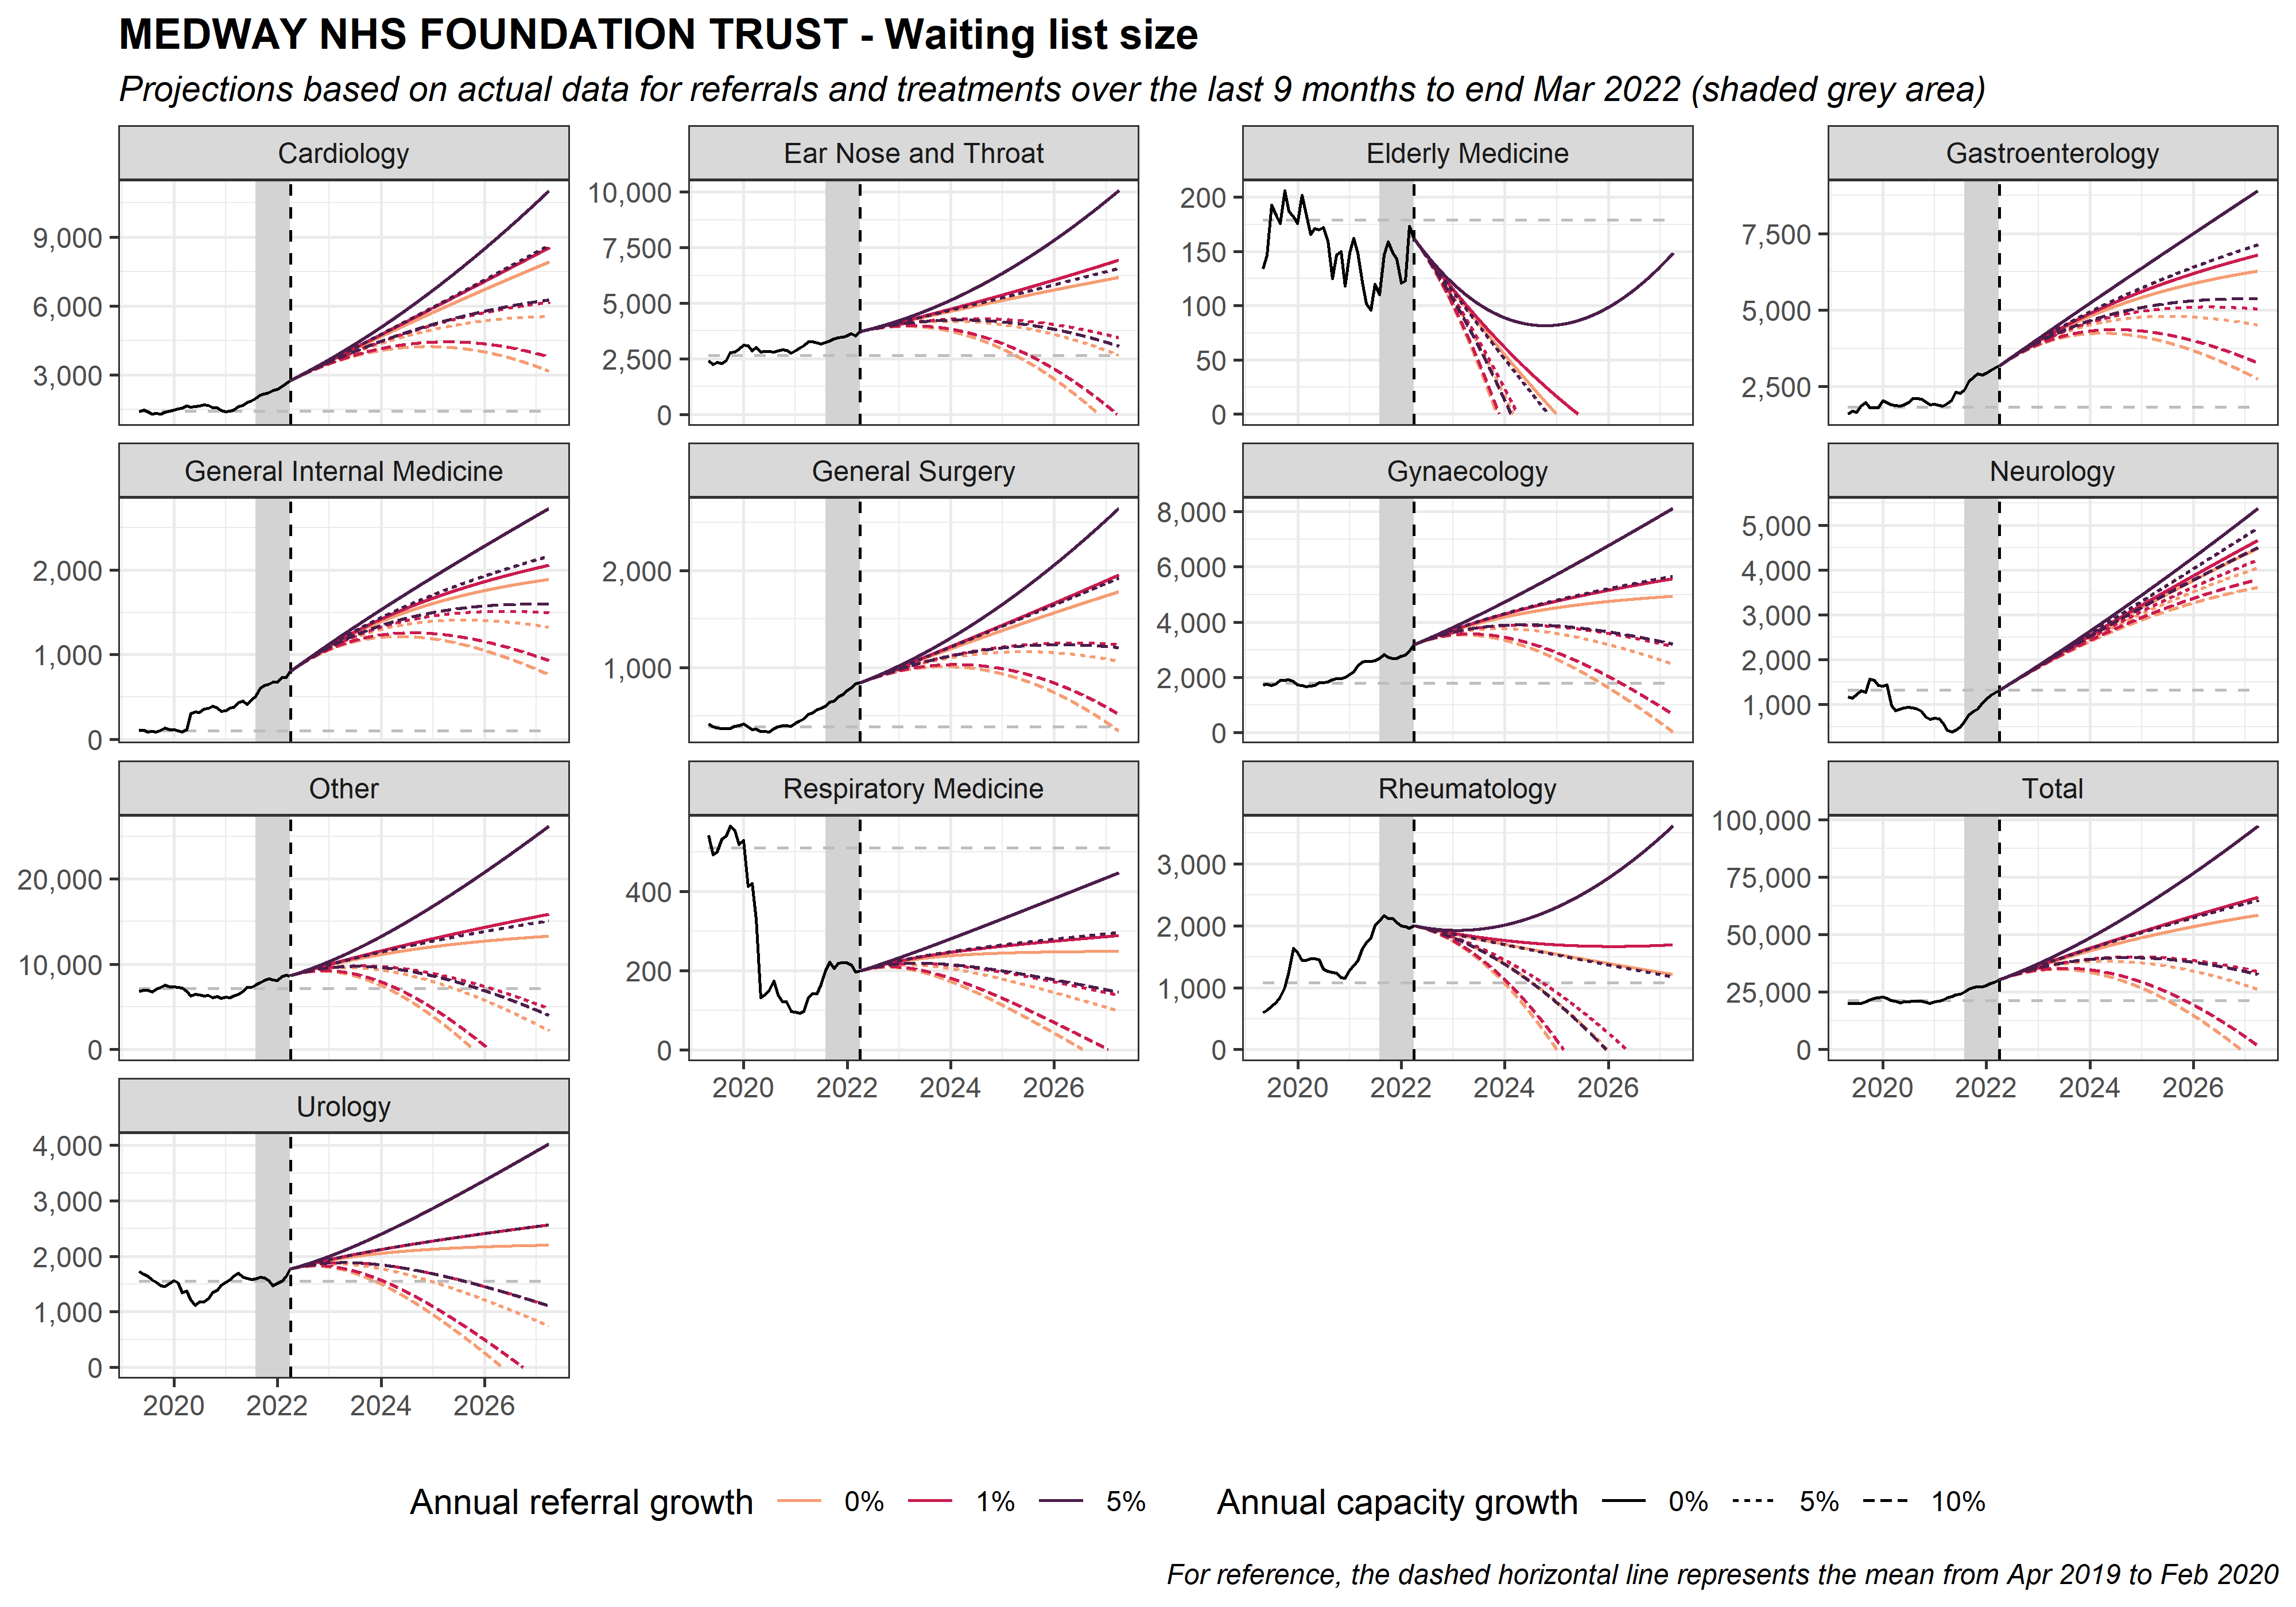 MEDWAY NHS FOUNDATION TRUST - Waiting list size
Projections based on actual data for referrals and treatments over the last 9 months to end Mar 2022 (shaded grey area)
Cardiology
9,000
6,000
3,000
Ear Nose and Throat
10,000
7,500
5,000
2,500
0
Elderly Medicine
200
150
100
50
0
Gastroenterology
7,500
5,000
2,500
General Internal Medicine
2,000
1,000
0
General Surgery
2,000
1,000
Gynaecology
8,000
6,000
4,000
2,000
0
Neurology
5,000
4,000
3,000
2,000
1,000
Other
20,000
10,000
0
Respiratory Medicine
400
200
0
2020 2022 2024 2026
Rheumatology
3,000
2,000
1,000
0
2020 2022 2024 2026
Total
100,000
75,000
50,000
25,000
0
2020 2022 2024 2026
Urology
4,000
3,000
2,000
1,000
0
2020 2022 2024 2026
Annual referral growth 0% 1% 5%
Annual capacity growth 0% 5% 10%
For reference, the dashed horizontal line represents the mean from Apr 2019 to Feb 2020